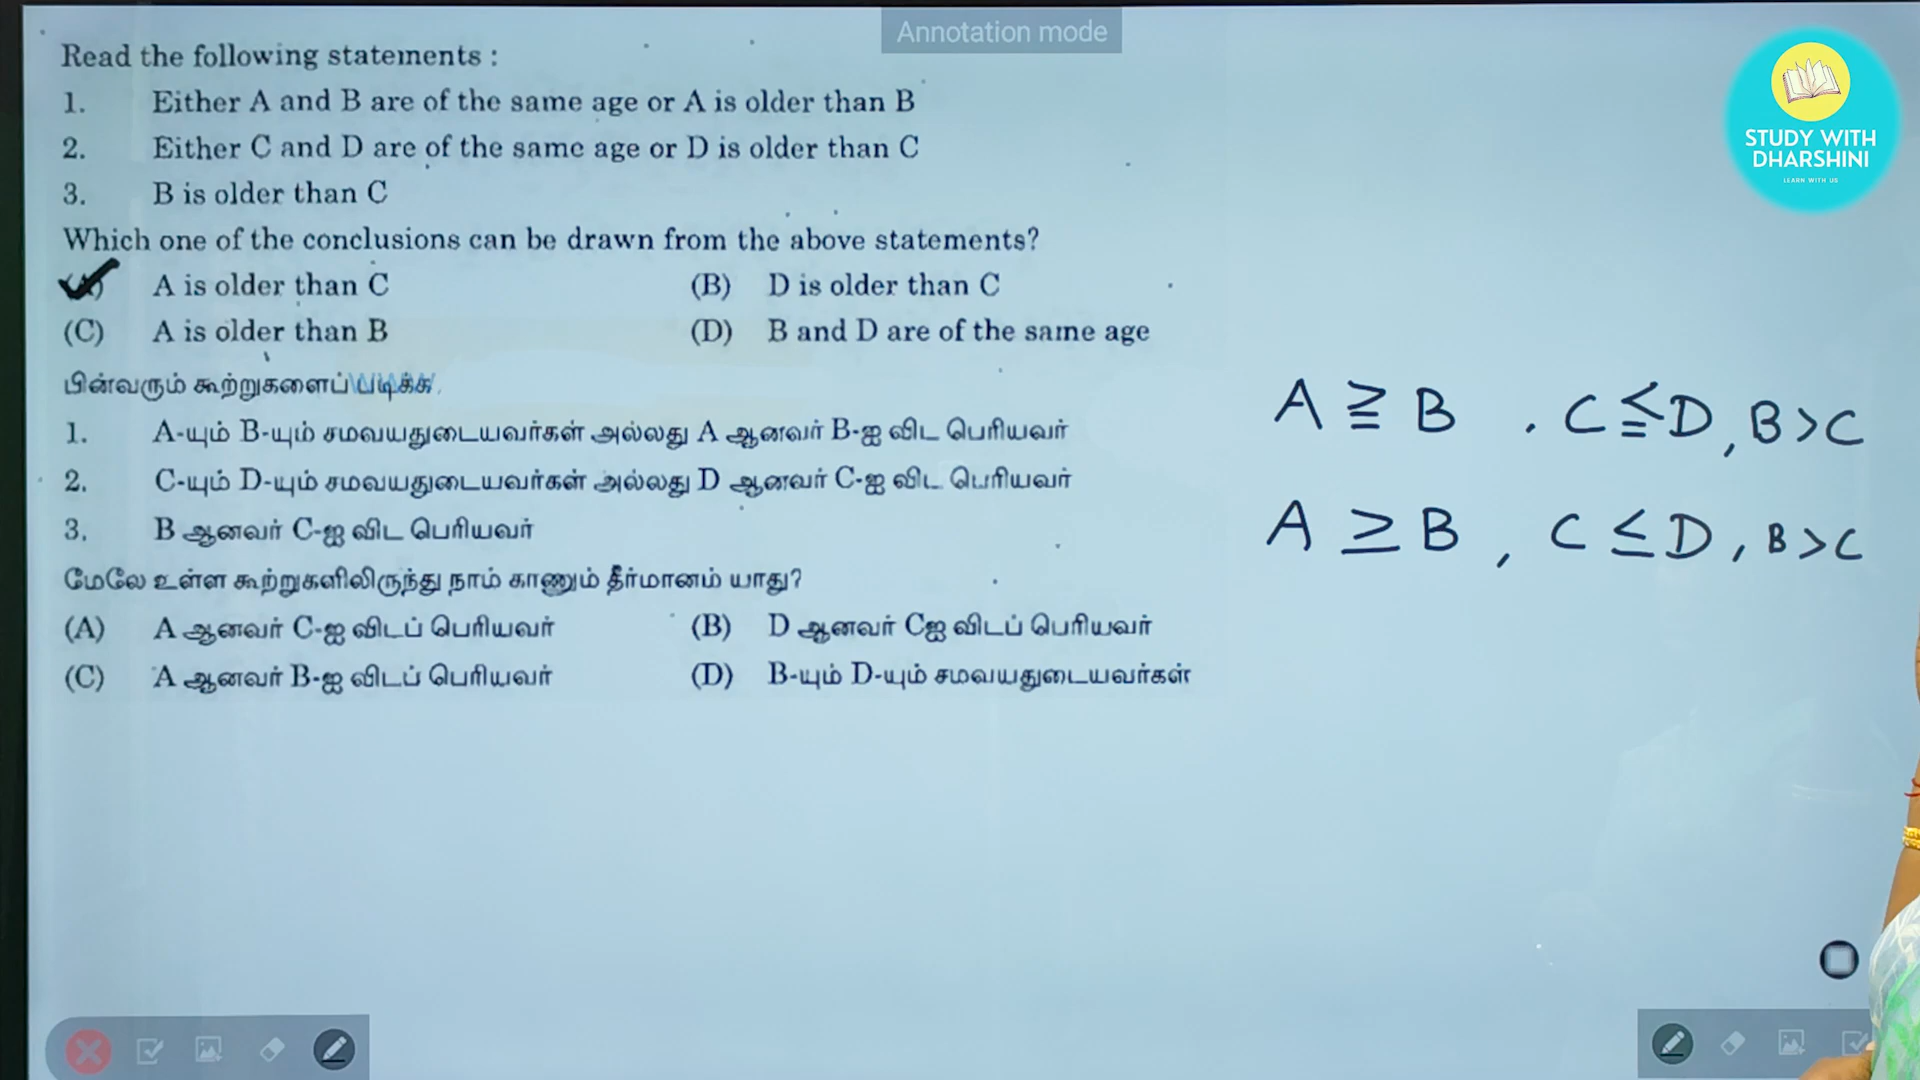 Annotation mode
STUDY WITH
DHARSHINI
LEARN WITH US
Read the following statements :
1. Either A and B are of the same age or A is older than B
2. Either C and D are of the same age or D is older than C
3. B is older than C
Which one of the conclusions can be drawn from the above statements?
(A) A is older than C (B) D is older than C
(C) A is older than B (D) B and D are of the same age
பின்வரும் கூற்றுகளைப் படிக்க
1. A-யும் B-யும் சமவயதுடையவர்கள் அல்லது A ஆனவர் B-ஐ விட பெரியவர்
2. C-யும் D-யும் சமவயதுடையவர்கள் அல்லது D ஆனவர் C-ஐ விட பெரியவர்
3. B ஆனவர் C-ஐ விட பெரியவர்
மேலே உள்ள கூற்றுகளிலிருந்து நாம் காணும் தீர்மானம் யாது?
(A) A ஆனவர் C-ஐ விடப் பெரியவர் (B) D ஆனவர் Cஐ விடப் பெரியவர்
(C) A ஆனவர் B-ஐ விடப் பெரியவர் (D) B-யும் D-யும் சமவயதுடையவர்கள்
A ≧ B , C ≦ D , B > C
A ≥ B , C ≤ D , B > C